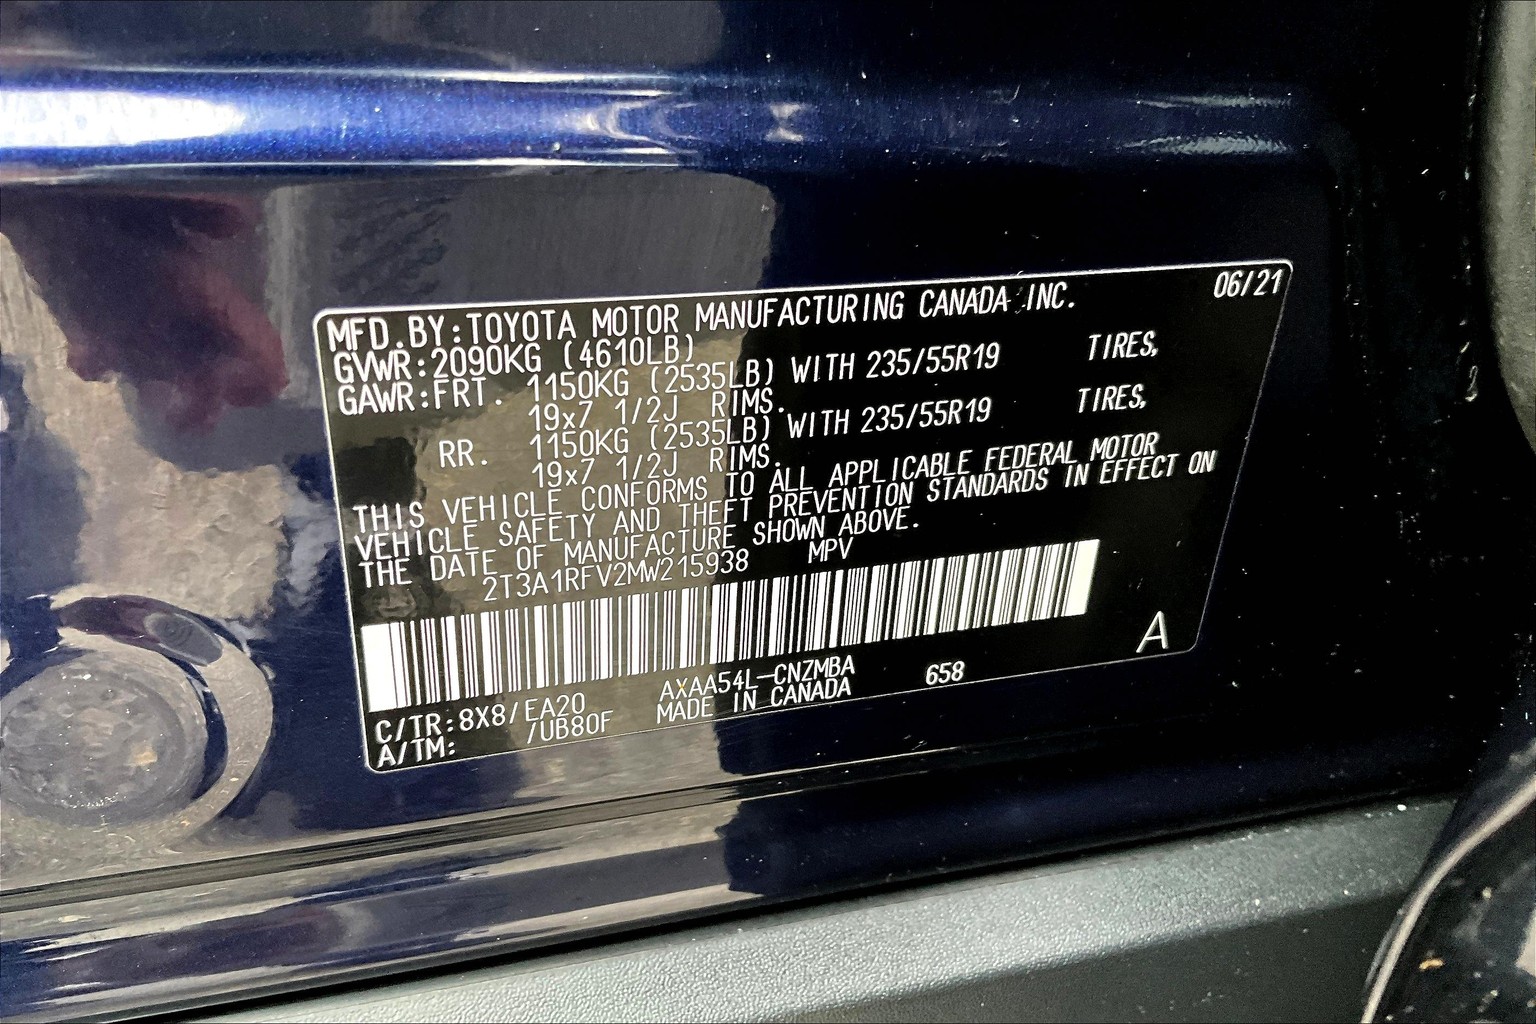 MFD.BY:TOYOTA MOTOR MANUFACTURING CANADA INC. 06/21
GVWR:2090KG (4610LB)
GAWR:FRT. 1150KG (2535LB) WITH 235/55R19 TIRES,
19x7 1/2J RIMS.
RR. 1150KG (2535LB) WITH 235/55R19 TIRES,
19x7 1/2J RIMS.
THIS VEHICLE CONFORMS TO ALL APPLICABLE FEDERAL MOTOR
VEHICLE SAFETY AND THEFT PREVENTION STANDARDS IN EFFECT ON
THE DATE OF MANUFACTURE SHOWN ABOVE.
2T3A1RFV2MW215938 MPV
A
C/TR:8X8/EA20 AXAA54L-CNZMBA 658
A/TM: /UB80F MADE IN CANADA